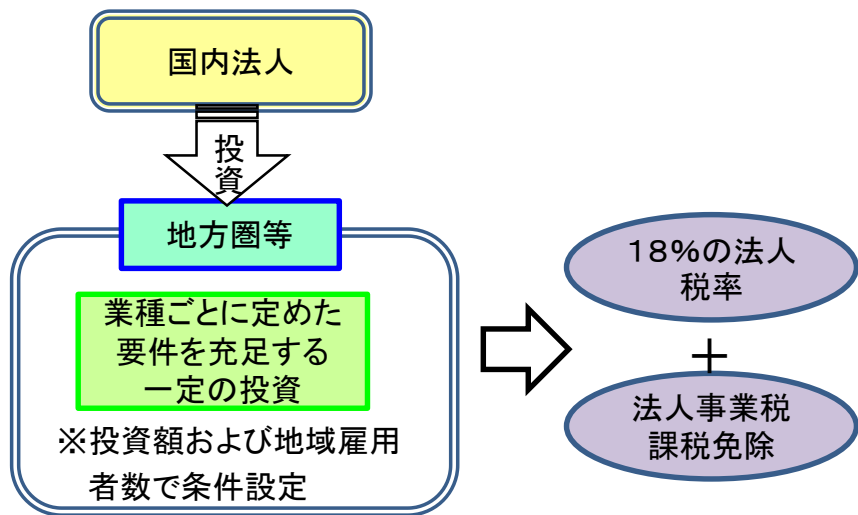 国内法人
投資
地方圏等
業種ごとに定めた
要件を充足する
一定の投資
※投資額および地域雇用
者数で条件設定
18%の法人
税率
＋
法人事業税
課税免除